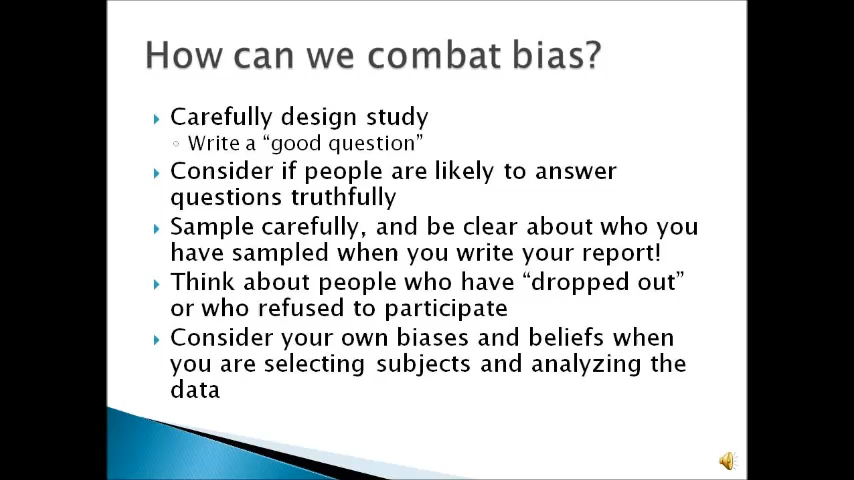 How can we combat bias?
Carefully design study
Write a “good question”
Consider if people are likely to answer
questions truthfully
Sample carefully, and be clear about who you
have sampled when you write your report!
Think about people who have “dropped out”
or who refused to participate
Consider your own biases and beliefs when
you are selecting subjects and analyzing the
data